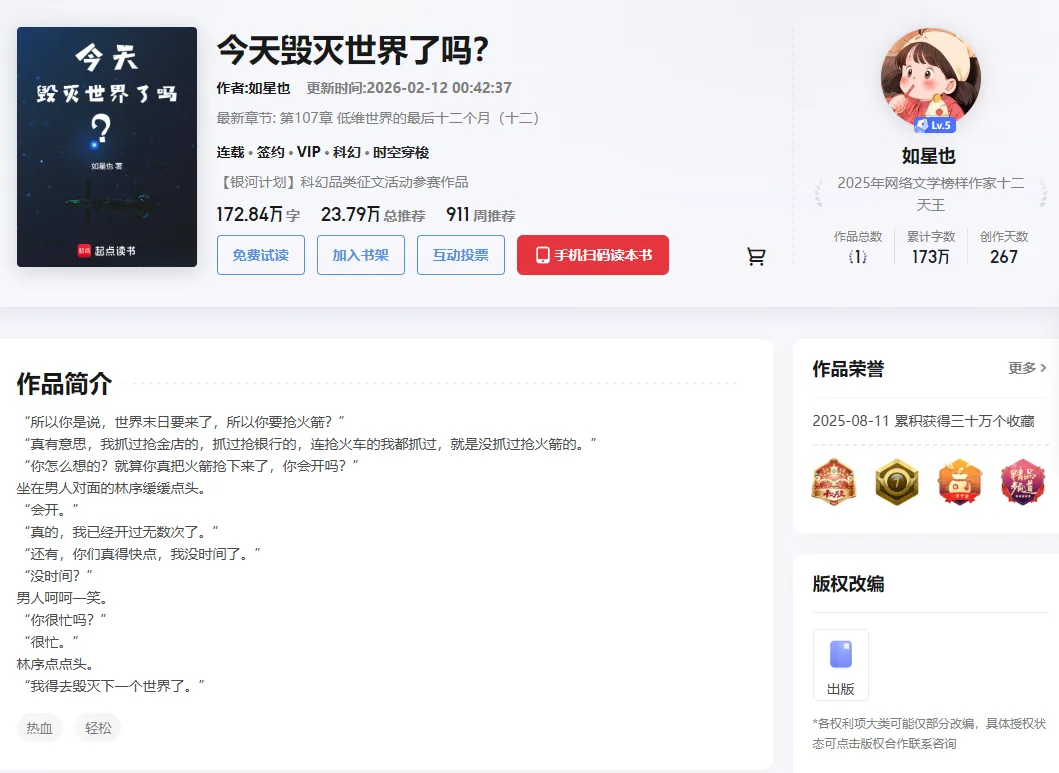 今天
毁灭世界了吗
?
如星也 著
起点读书
今天毁灭世界了吗?
作者:如星也 更新时间:2026-02-12 00:42:37
最新章节: 第107章 低维世界的最后十二个月（十二）
连载 • 签约 • VIP • 科幻 • 时空穿梭
【银河计划】科幻品类征文活动参赛作品
172.84万字 23.79万总推荐 911周推荐
免费试读 加入书架 互动投票 手机扫码读本书
Lv.5
如星也
2025年网络文学榜样作家十二
天王
作品总数 累计字数 创作天数
(1) 173万 267
作品简介
“所以你是说，世界末日要来了，所以你要抢火箭？”
“真有意思，我抓过抢金店的，抓过抢银行的，连抢火车的我都抓过，就是没抓过抢火箭的。”
“你怎么想的？就算你真把火箭抢下来了，你会开吗？”
坐在男人对面的林序缓缓点头。
“会开。”
“真的，我已经开过无数次了。”
“还有，你们真得快点，我没时间了。”
“没时间？”
男人呵呵一笑。
“你很忙吗？”
“很忙。”
林序点点头。
“我得去毁灭下一个世界了。”
热血 轻松
作品荣誉 更多 >
2025-08-11 累积获得三十万个收藏
十二天王 7 精品频道
版权改编
出版
*各权利项大类可能仅部分改编，具体授权状
态可点击版权合作联系咨询